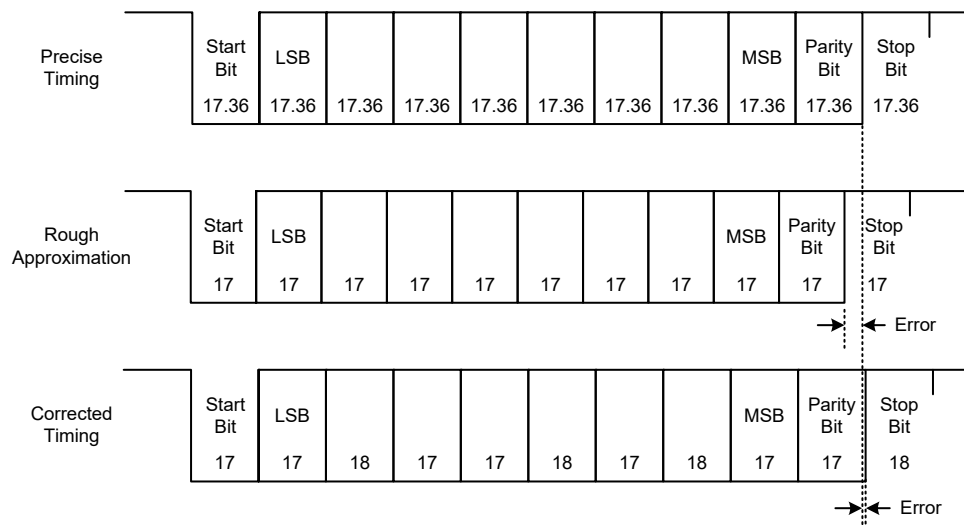 Precise
Timing
Start
Bit
LSB
MSB
Parity
Bit
Stop
Bit
17.36 17.36 17.36 17.36 17.36 17.36 17.36 17.36 17.36 17.36 17.36
Rough
Approximation
Start
Bit
LSB
MSB
Parity
Bit
Stop
Bit
17 17 17 17 17 17 17 17 17 17 17
Error
Corrected
Timing
Start
Bit
LSB
MSB
Parity
Bit
Stop
Bit
17 17 18 17 17 18 17 18 17 17 18
Error